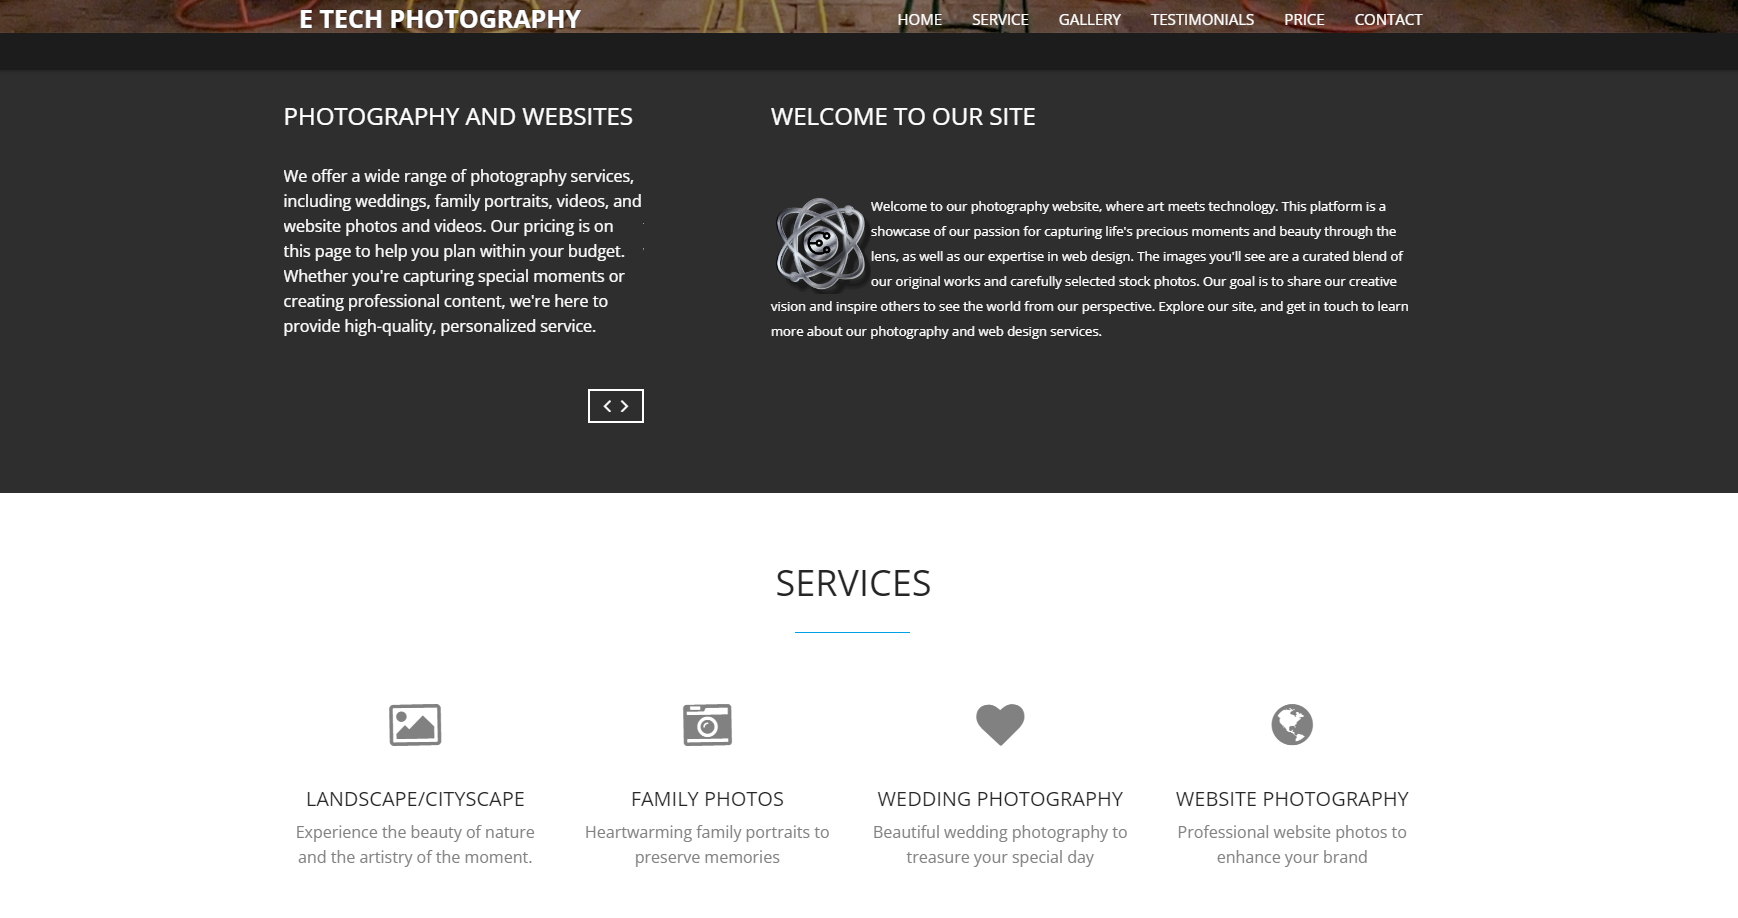 E TECH PHOTOGRAPHY
HOME SERVICE GALLERY TESTIMONIALS PRICE CONTACT
PHOTOGRAPHY AND WEBSITES
We offer a wide range of photography services,
including weddings, family portraits, videos, and
website photos and videos. Our pricing is on
this page to help you plan within your budget.
Whether you're capturing special moments or
creating professional content, we're here to
provide high-quality, personalized service.
WELCOME TO OUR SITE
Welcome to our photography website, where art meets technology. This platform is a
showcase of our passion for capturing life's precious moments and beauty through the
lens, as well as our expertise in web design. The images you'll see are a curated blend of
our original works and carefully selected stock photos. Our goal is to share our creative
vision and inspire others to see the world from our perspective. Explore our site, and get in touch to learn
more about our photography and web design services.
SERVICES
LANDSCAPE/CITYSCAPE
Experience the beauty of nature
and the artistry of the moment.
FAMILY PHOTOS
Heartwarming family portraits to
preserve memories
WEDDING PHOTOGRAPHY
Beautiful wedding photography to
treasure your special day
WEBSITE PHOTOGRAPHY
Professional website photos to
enhance your brand